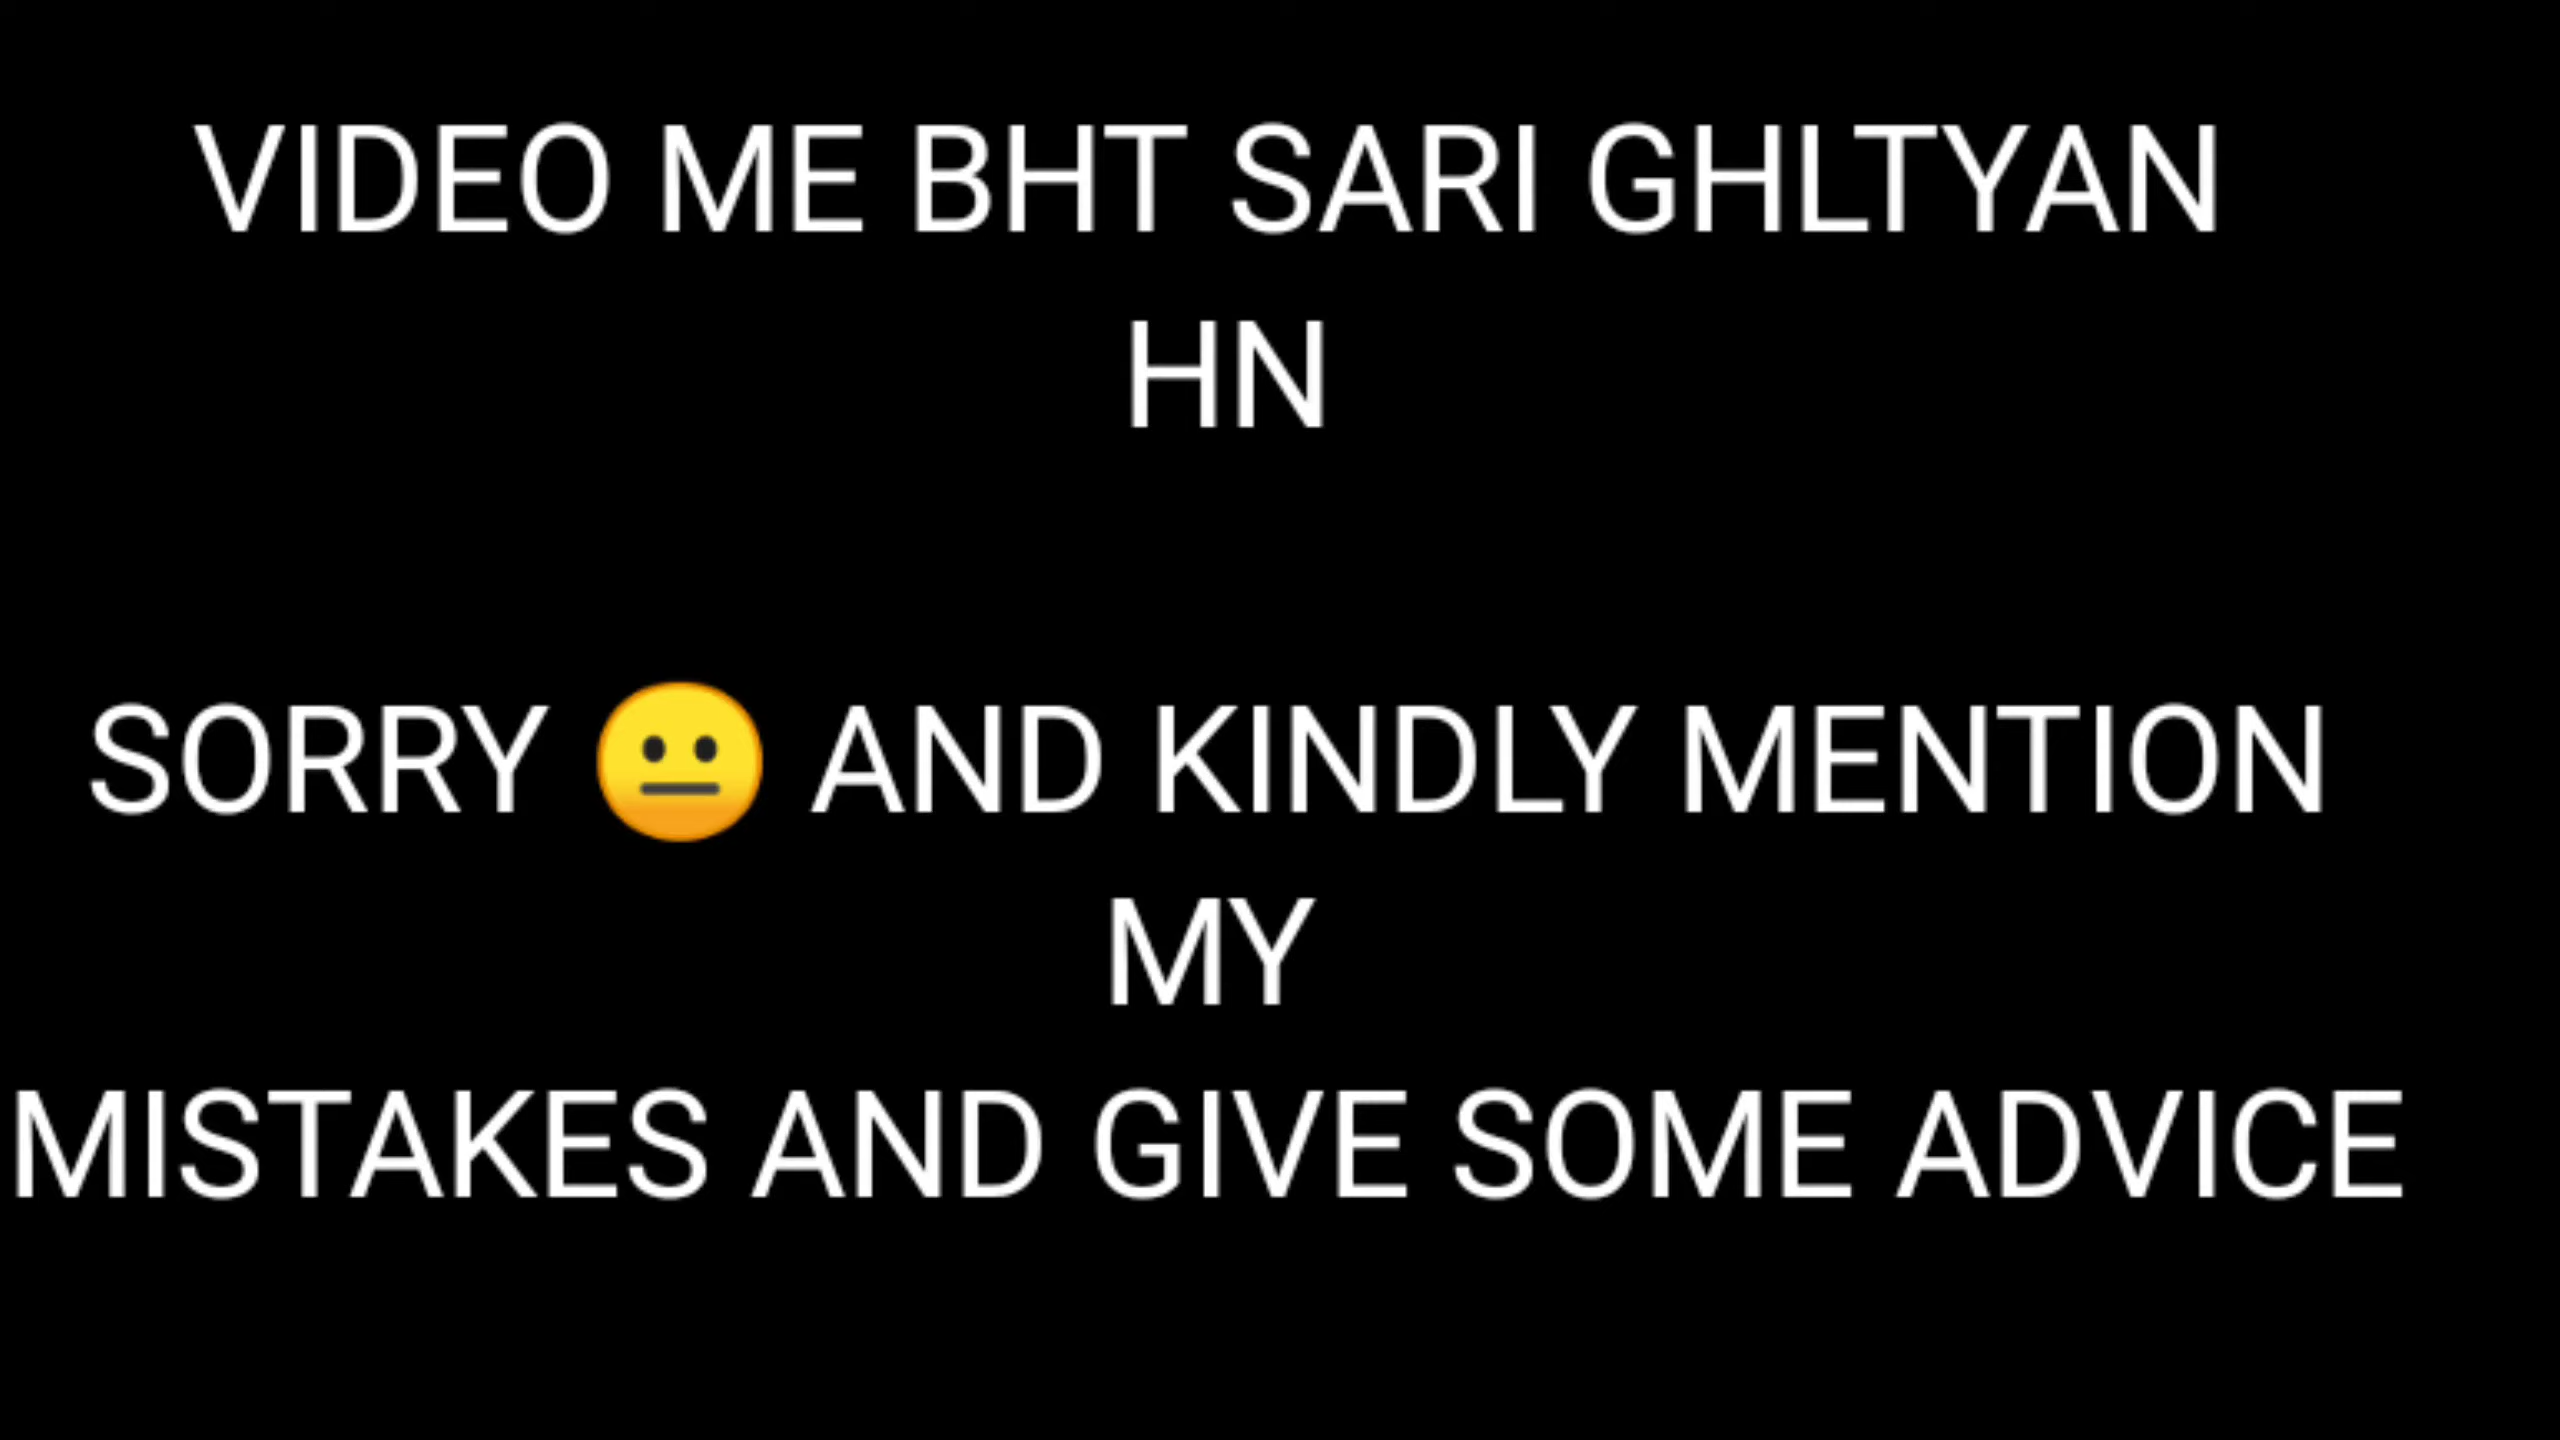 VIDEO ME BHT SARI GHLTYAN
HN
SORRY 😐 AND KINDLY MENTION
MY
MISTAKES AND GIVE SOME ADVICE